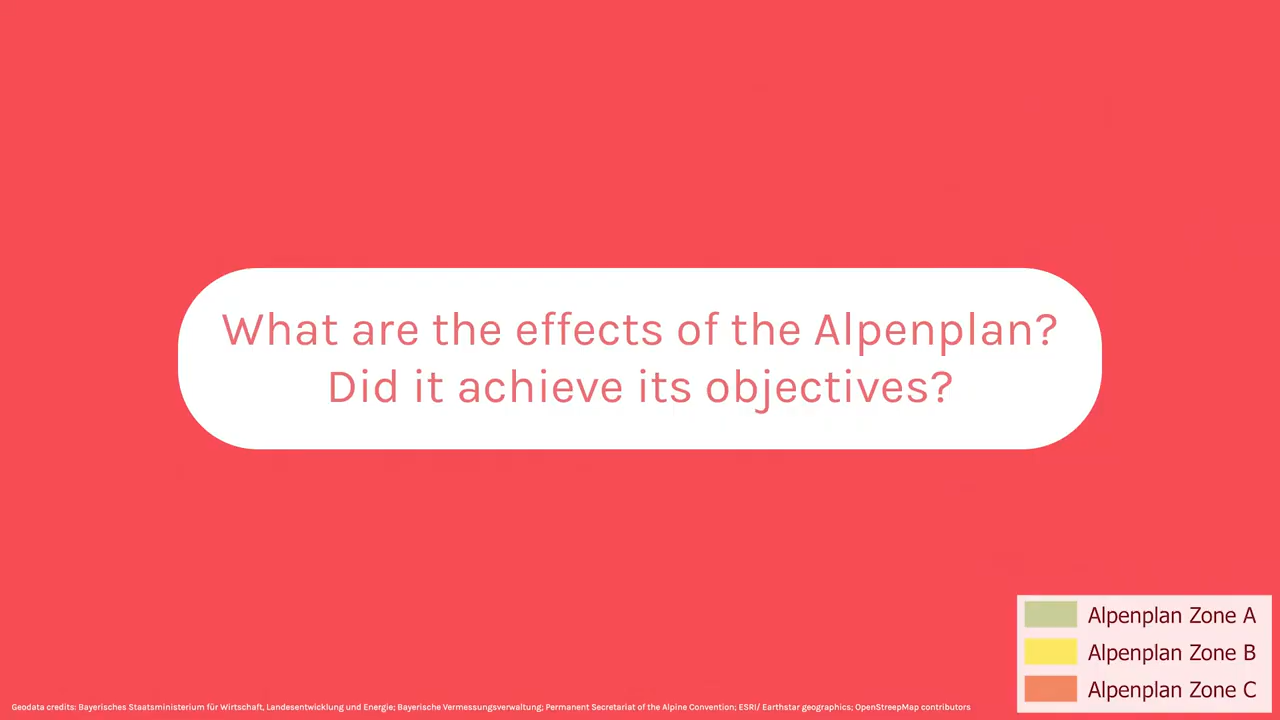 What are the effects of the Alpenplan?
Did it achieve its objectives?
Alpenplan Zone A
Alpenplan Zone B
Alpenplan Zone C
Geodata credits: Bayerisches Staatsministerium für Wirtschaft, Landesentwicklung und Energie; Bayerische Vermessungsverwaltung; Permanent Secretariat of the Alpine Convention; ESRI/ Earthstar geographics; OpenStreepMap contributors